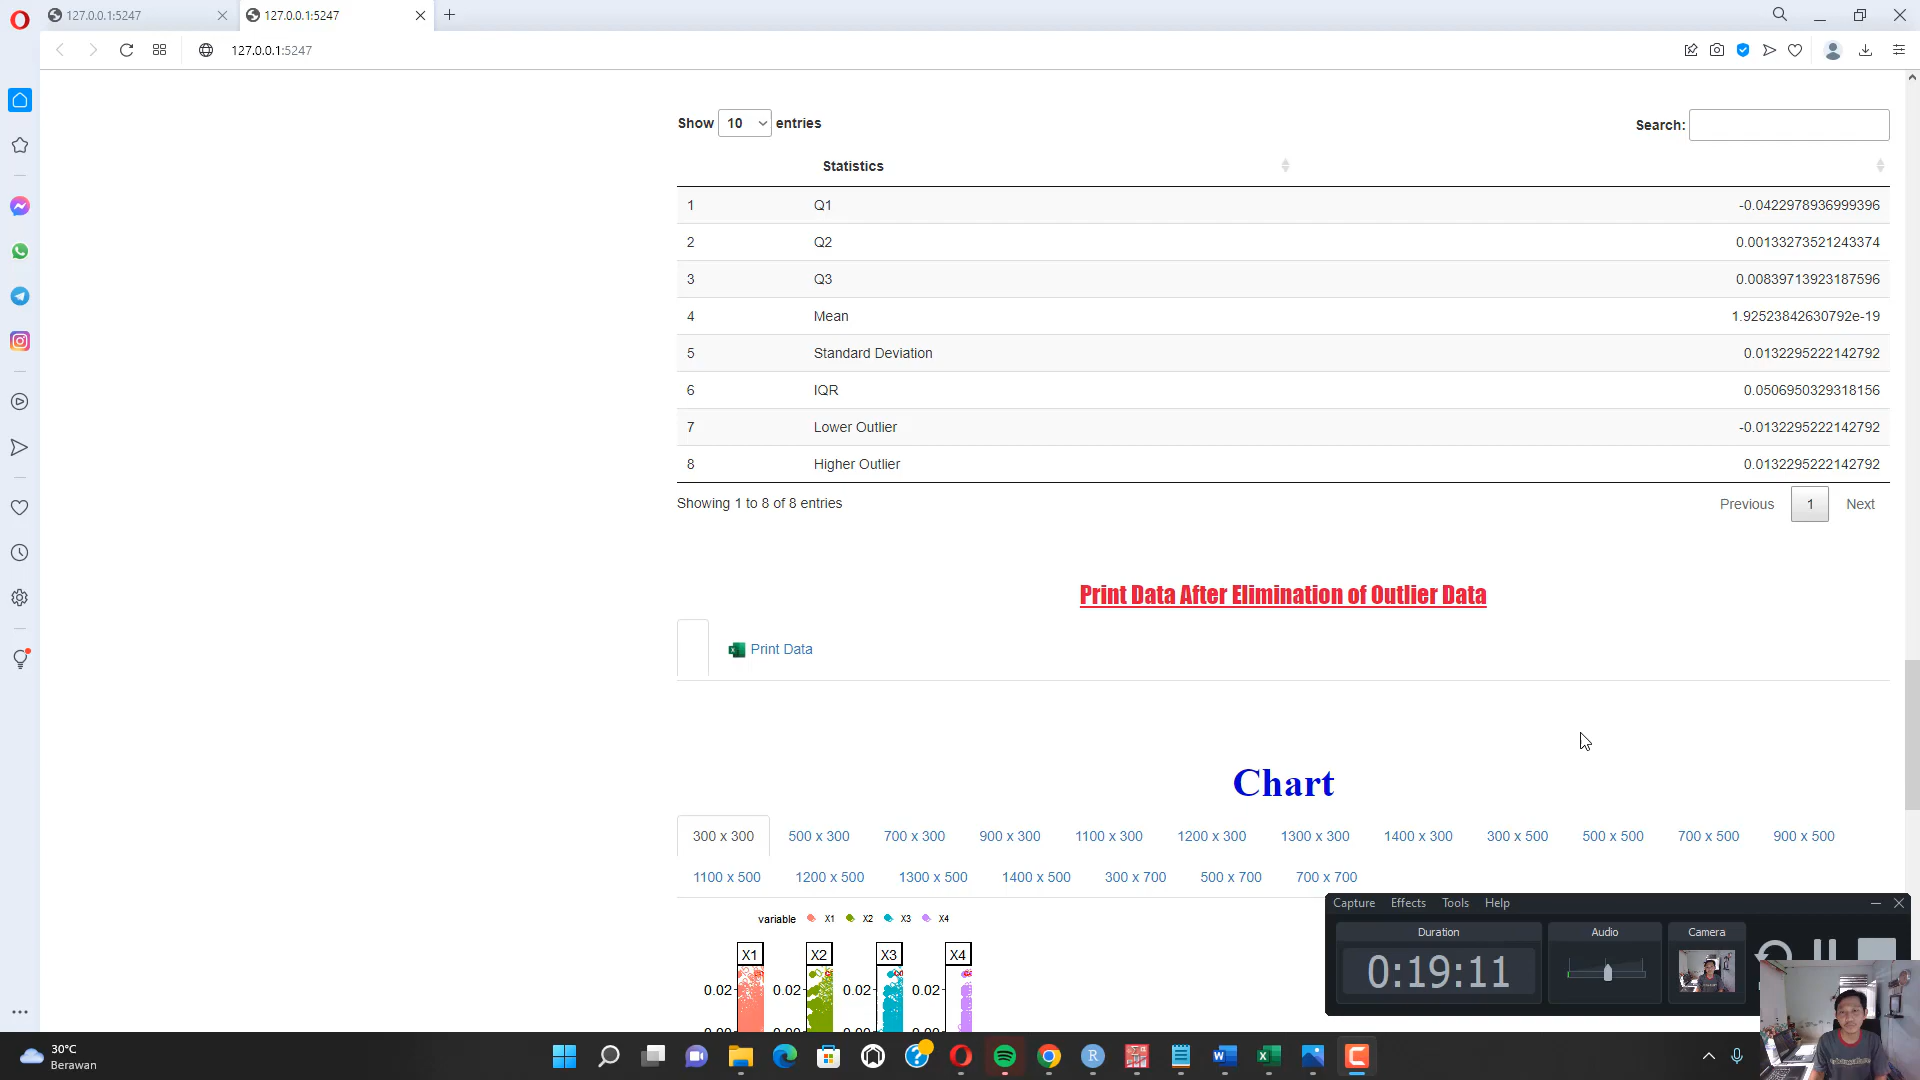 127.0.0.1:5247
127.0.0.1:5247
127.0.0.1:5247
Show 10 entries
Search:
Statistics
1 Q1 -0.0422978936999396
2 Q2 0.00133273521243374
3 Q3 0.00839713923187596
4 Mean 1.92523842630792e-19
5 Standard Deviation 0.0132295222142792
6 IQR 0.0506950329318156
7 Lower Outlier -0.0132295222142792
8 Higher Outlier 0.0132295222142792
Showing 1 to 8 of 8 entries
Previous 1 Next
Print Data After Elimination of Outlier Data
Print Data
Chart
300 x 300 500 x 300 700 x 300 900 x 300 1100 x 300 1200 x 300 1300 x 300 1400 x 300 300 x 500 500 x 500 700 x 500 900 x 500
1100 x 500 1200 x 500 1300 x 500 1400 x 500 300 x 700 500 x 700 700 x 700
variable X1 X2 X3 X4
X1 X2 X3 X4
0.02 0.02 0.02 0.02
Capture Effects Tools Help
Duration Audio Camera
0:19:11
30°C
Berawan